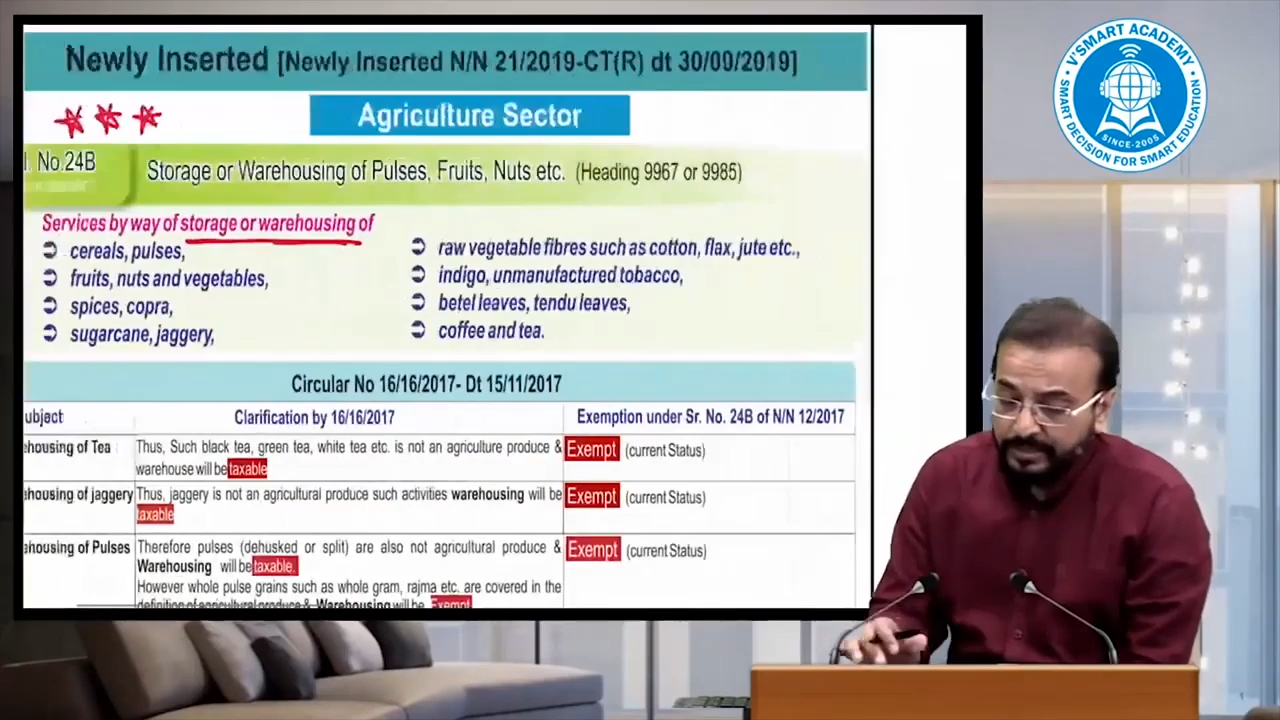 Newly Inserted [Newly Inserted N/N 21/2019-CT(R) dt 30/09/2019]
Agriculture Sector
l. No.24B
Storage or Warehousing of Pulses, Fruits, Nuts etc. (Heading 9967 or 9985)
Services by way of storage or warehousing of
cereals, pulses,
fruits, nuts and vegetables,
spices, copra,
sugarcane, jaggery,
raw vegetable fibres such as cotton, flax, jute etc.,
indigo, unmanufactured tobacco,
betel leaves, tendu leaves,
coffee and tea.
Circular No 16/16/2017- Dt 15/11/2017
ubject Clarification by 16/16/2017 Exemption under Sr. No. 24B of N/N 12/2017
ehousing of Tea Thus, Such black tea, green tea, white tea etc. is not an agriculture produce & Exempt (current Status)
warehouse will be taxable
ehousing of jaggery Thus, jaggery is not an agricultural produce such activities warehousing will be Exempt (current Status)
taxable
ehousing of Pulses Therefore pulses (dehusked or split) are also not agricultural produce & Exempt (current Status)
Warehousing will be taxable.
However whole pulse grains such as whole gram, rajma etc. are covered in the
definition of agricultural produce & Warehousing will be Exempt
V'SMART ACADEMY
SMART DECISION FOR SMART EDUCATION
SINCE-2005